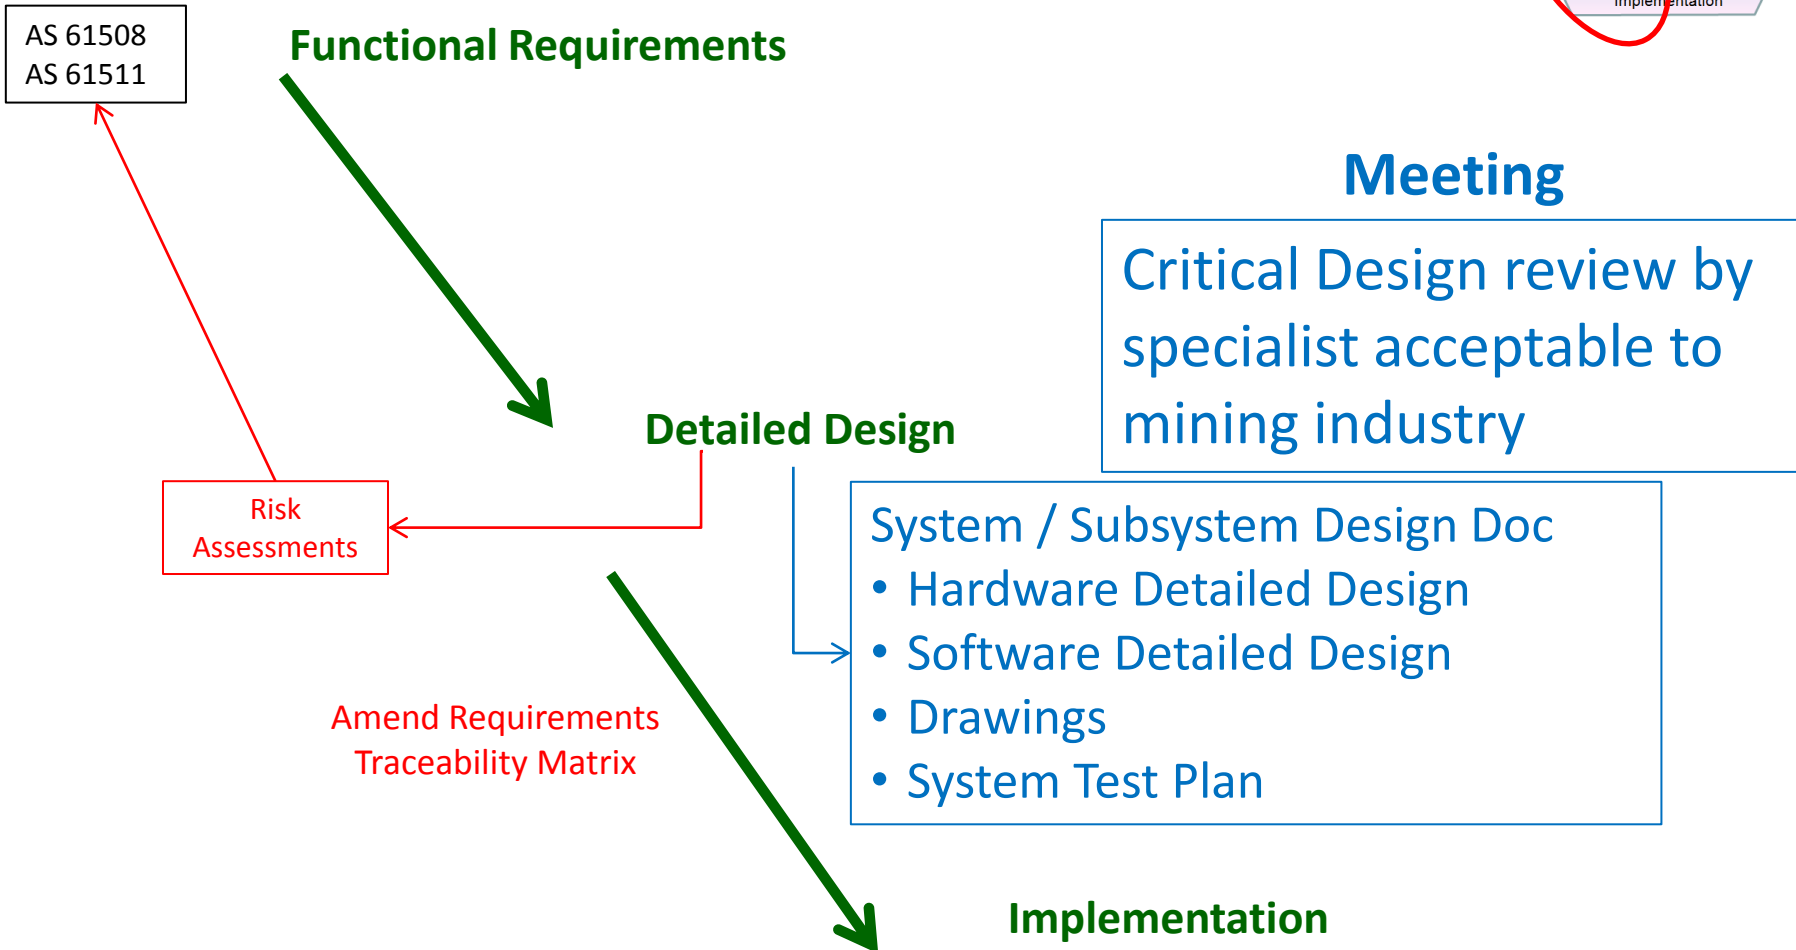 Implementation
AS 61508
AS 61511
Functional Requirements
Meeting
Critical Design review by
specialist acceptable to
mining industry
Detailed Design
Risk
Assessments
System / Subsystem Design Doc
• Hardware Detailed Design
• Software Detailed Design
• Drawings
• System Test Plan
Amend Requirements
Traceability Matrix
Implementation